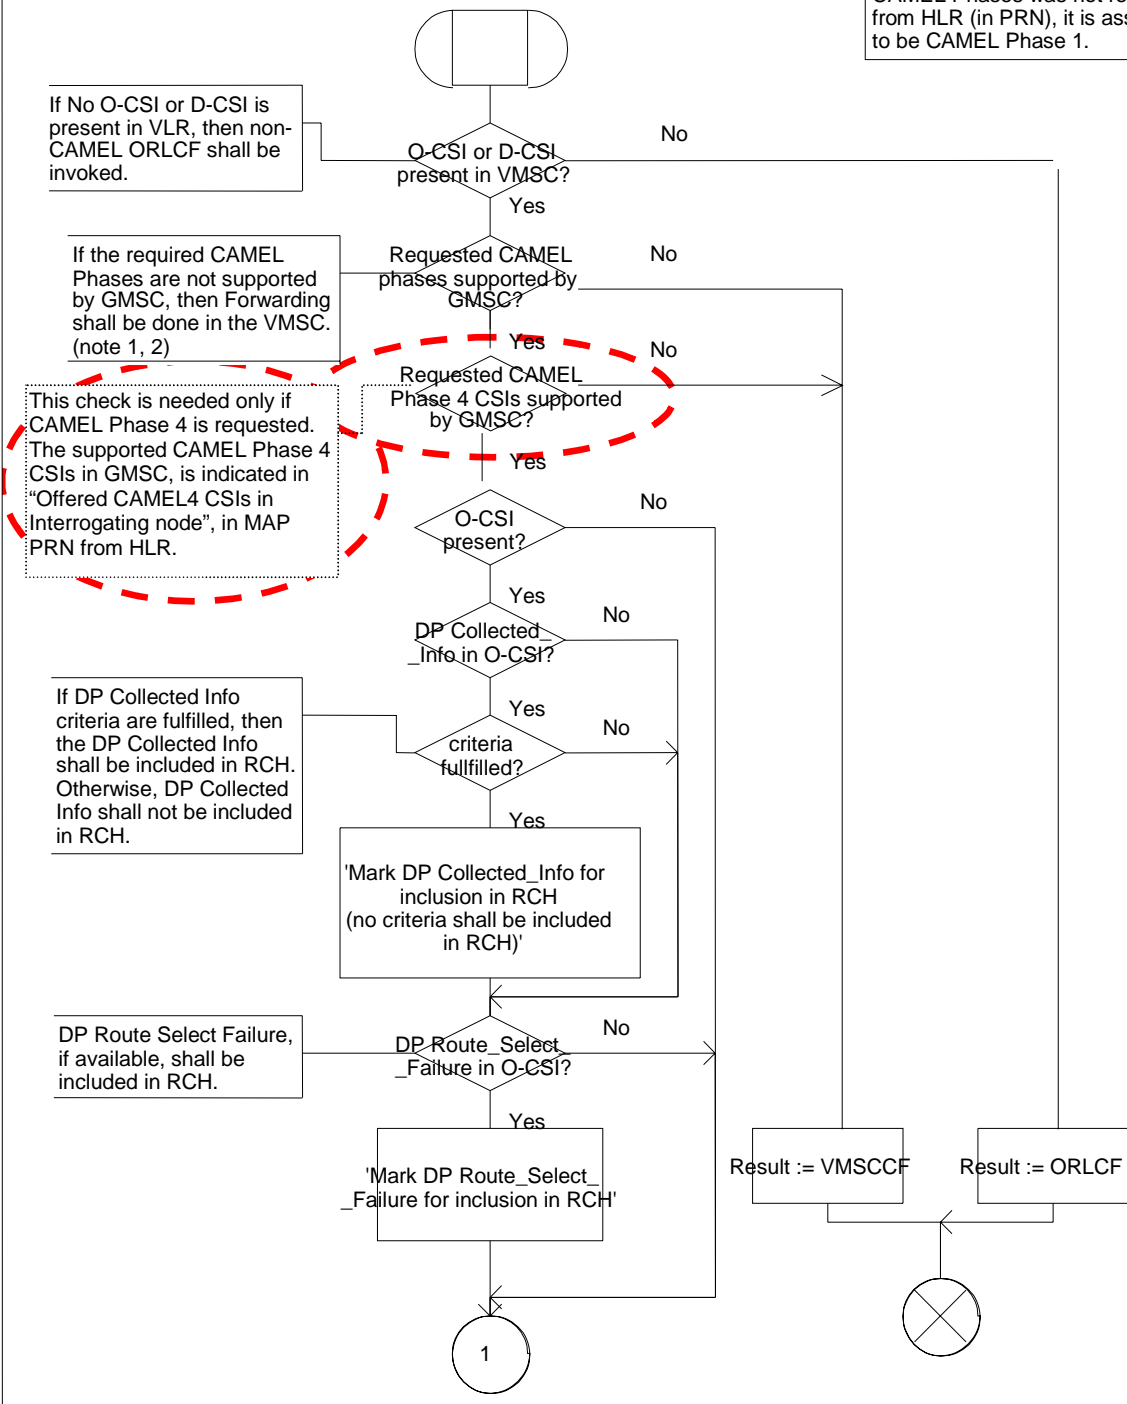 from HLR (in PRN), it is
to be CAMEL Phase 1.
If No O-CSI or D-CSI is
present in VLR, then non-
CAMEL ORLCF shall be
invoked.
O-CSI or D-CSI
present in VMSC?
No
Yes
If the required CAMEL
Phases are not supported
by GMSC, then Forwarding
shall be done in the VMSC.
(note 1, 2)
Requested CAMEL
phases supported by
GMSC?
No
Yes
Requested CAMEL
Phase 4 CSIs supported
by GMSC?
No
Yes
This check is needed only if
CAMEL Phase 4 is requested.
The supported CAMEL Phase 4
CSIs in GMSC, is indicated in
“Offered CAMEL4 CSIs in
Interrogating node”, in MAP
PRN from HLR.
O-CSI
present?
No
Yes
DP Collected_
_Info in O-CSI?
No
Yes
If DP Collected Info
criteria are fulfilled, then
the DP Collected Info
shall be included in RCH.
Otherwise, DP Collected
Info shall not be included
in RCH.
criteria
fullfilled?
No
Yes
'Mark DP Collected_Info for
inclusion in RCH
(no criteria shall be included
in RCH)'
DP Route Select Failure,
if available, shall be
included in RCH.
DP Route_Select_
_Failure in O-CSI?
No
Yes
'Mark DP Route_Select_
_Failure for inclusion in RCH'
Result := VMSCCF
Result := ORLCF
1